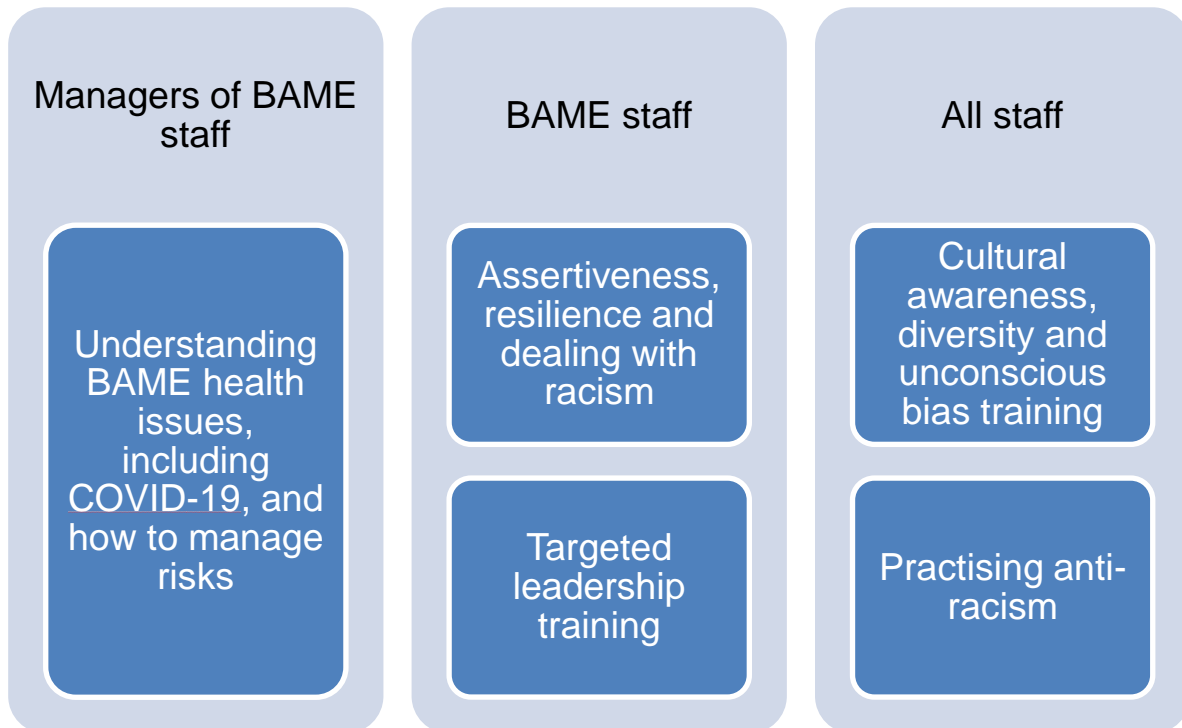 Managers of BAME
staff
Understanding
BAME health
issues,
including
COVID-19, and
how to manage
risks
BAME staff
Assertiveness,
resilience and
dealing with
racism
Targeted
leadership
training
All staff
Cultural
awareness,
diversity and
unconscious
bias training
Practising anti-
racism